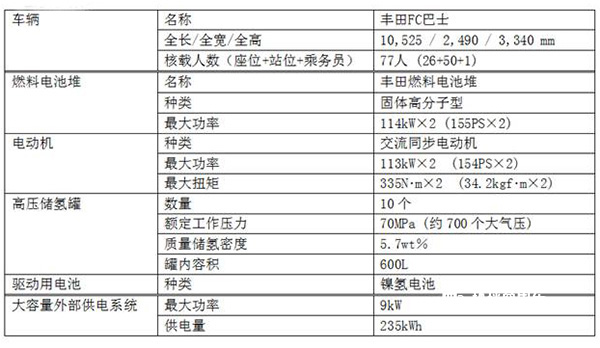 车辆 名称 丰田FC巴士
全长/全宽/全高 10,525 / 2,490 / 3,340 mm
核载人数（座位+站位+乘务员） 77人 (26+50+1)
燃料电池堆 名称 丰田燃料电池堆
种类 固体高分子型
最大功率 114kW×2 (155PS×2)
电动机 种类 交流同步电动机
最大功率 113kW×2 (154PS×2)
最大扭矩 335N·m×2 (34.2kgf·m×2)
高压储氢罐 数量 10个
额定工作压力 70MPa (约700个大气压)
质量储氢密度 5.7wt%
罐内容积 600L
驱动用电池 种类 镍氢电池
大容量外部供电系统 最大功率 9kW
供电量 235kWh